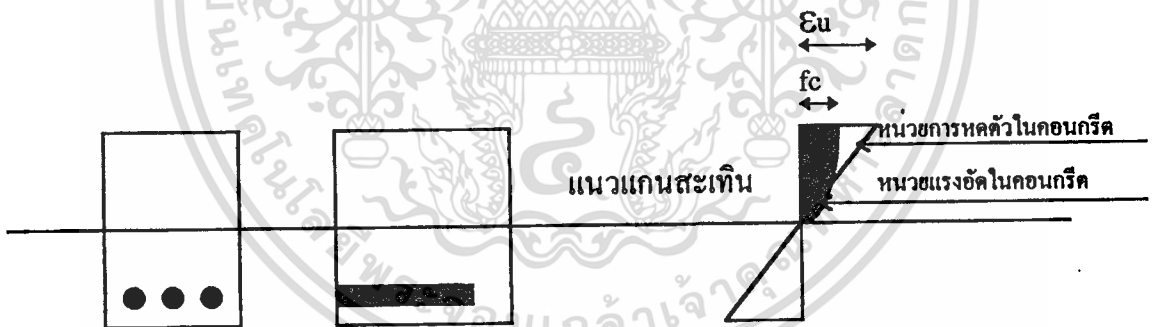 εu
fc
หน่วยการหดตัวในคอนกรีต
แนวแกนสะเทิน
หนวยแรงอัดในคอนกรีต